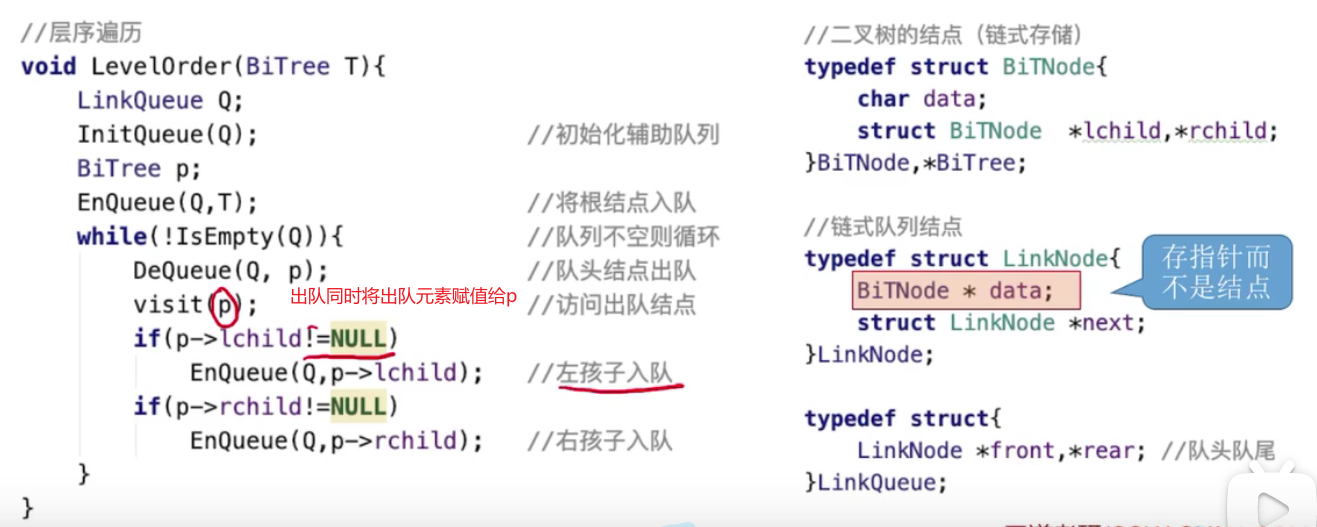 //层序遍历
void LevelOrder(BiTree T){
LinkQueue Q;
InitQueue(Q); //初始化辅助队列
BiTree p;
EnQueue(Q,T); //将根结点入队
while(!IsEmpty(Q)){ //队列不空则循环
DeQueue(Q, p); //队头结点出队
visit(p); 出队同时将出队元素赋值给p //访问出队结点
if(p->lchild!=NULL)
EnQueue(Q,p->lchild); //左孩子入队
if(p->rchild!=NULL)
EnQueue(Q,p->rchild); //右孩子入队
}
}
//二叉树的结点（链式存储）
typedef struct BiTNode{
char data;
struct BiTNode *lchild,*rchild;
}BiTNode,*BiTree;
//链式队列结点
typedef struct LinkNode{
BiTNode * data;
struct LinkNode *next;
}LinkNode;
存指针而
不是结点
typedef struct{
LinkNode *front,*rear; //队头队尾
}LinkQueue;